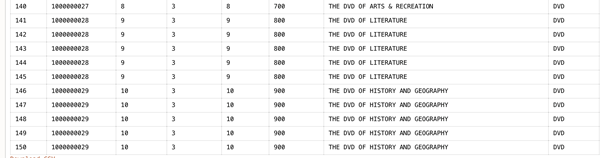 140 1000000027 8 3 8 700 THE DVD OF ARTS & RECREATION DVD
141 1000000028 9 3 9 800 THE DVD OF LITERATURE DVD
142 1000000028 9 3 9 800 THE DVD OF LITERATURE DVD
143 1000000028 9 3 9 800 THE DVD OF LITERATURE DVD
144 1000000028 9 3 9 800 THE DVD OF LITERATURE DVD
145 1000000028 9 3 9 800 THE DVD OF LITERATURE DVD
146 1000000029 10 3 10 900 THE DVD OF HISTORY AND GEOGRAPHY DVD
147 1000000029 10 3 10 900 THE DVD OF HISTORY AND GEOGRAPHY DVD
148 1000000029 10 3 10 900 THE DVD OF HISTORY AND GEOGRAPHY DVD
149 1000000029 10 3 10 900 THE DVD OF HISTORY AND GEOGRAPHY DVD
150 1000000029 10 3 10 900 THE DVD OF HISTORY AND GEOGRAPHY DVD